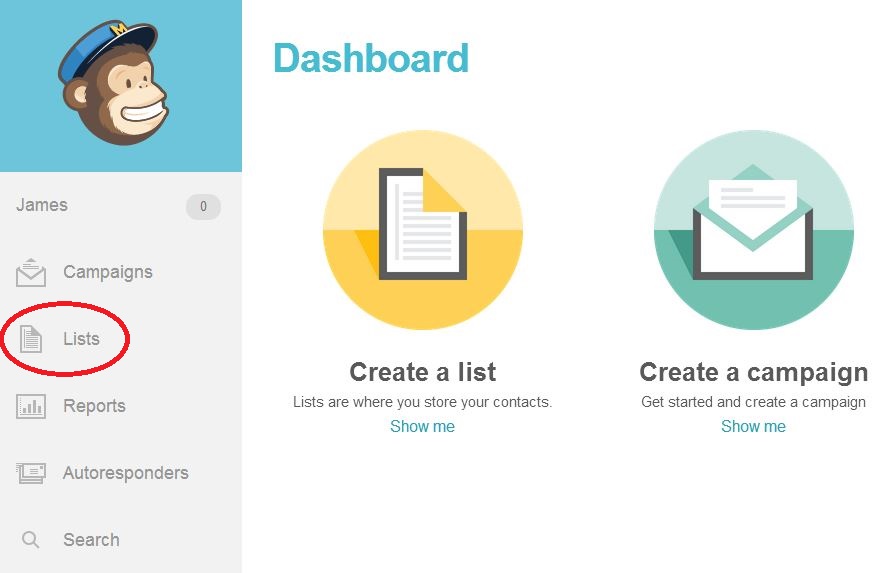 M
James
0
Campaigns
Lists
Reports
Autoresponders
Search
Dashboard
Create a list
Lists are where you store your contacts.
Show me
Create a campaign
Get started and create a campaign
Show me